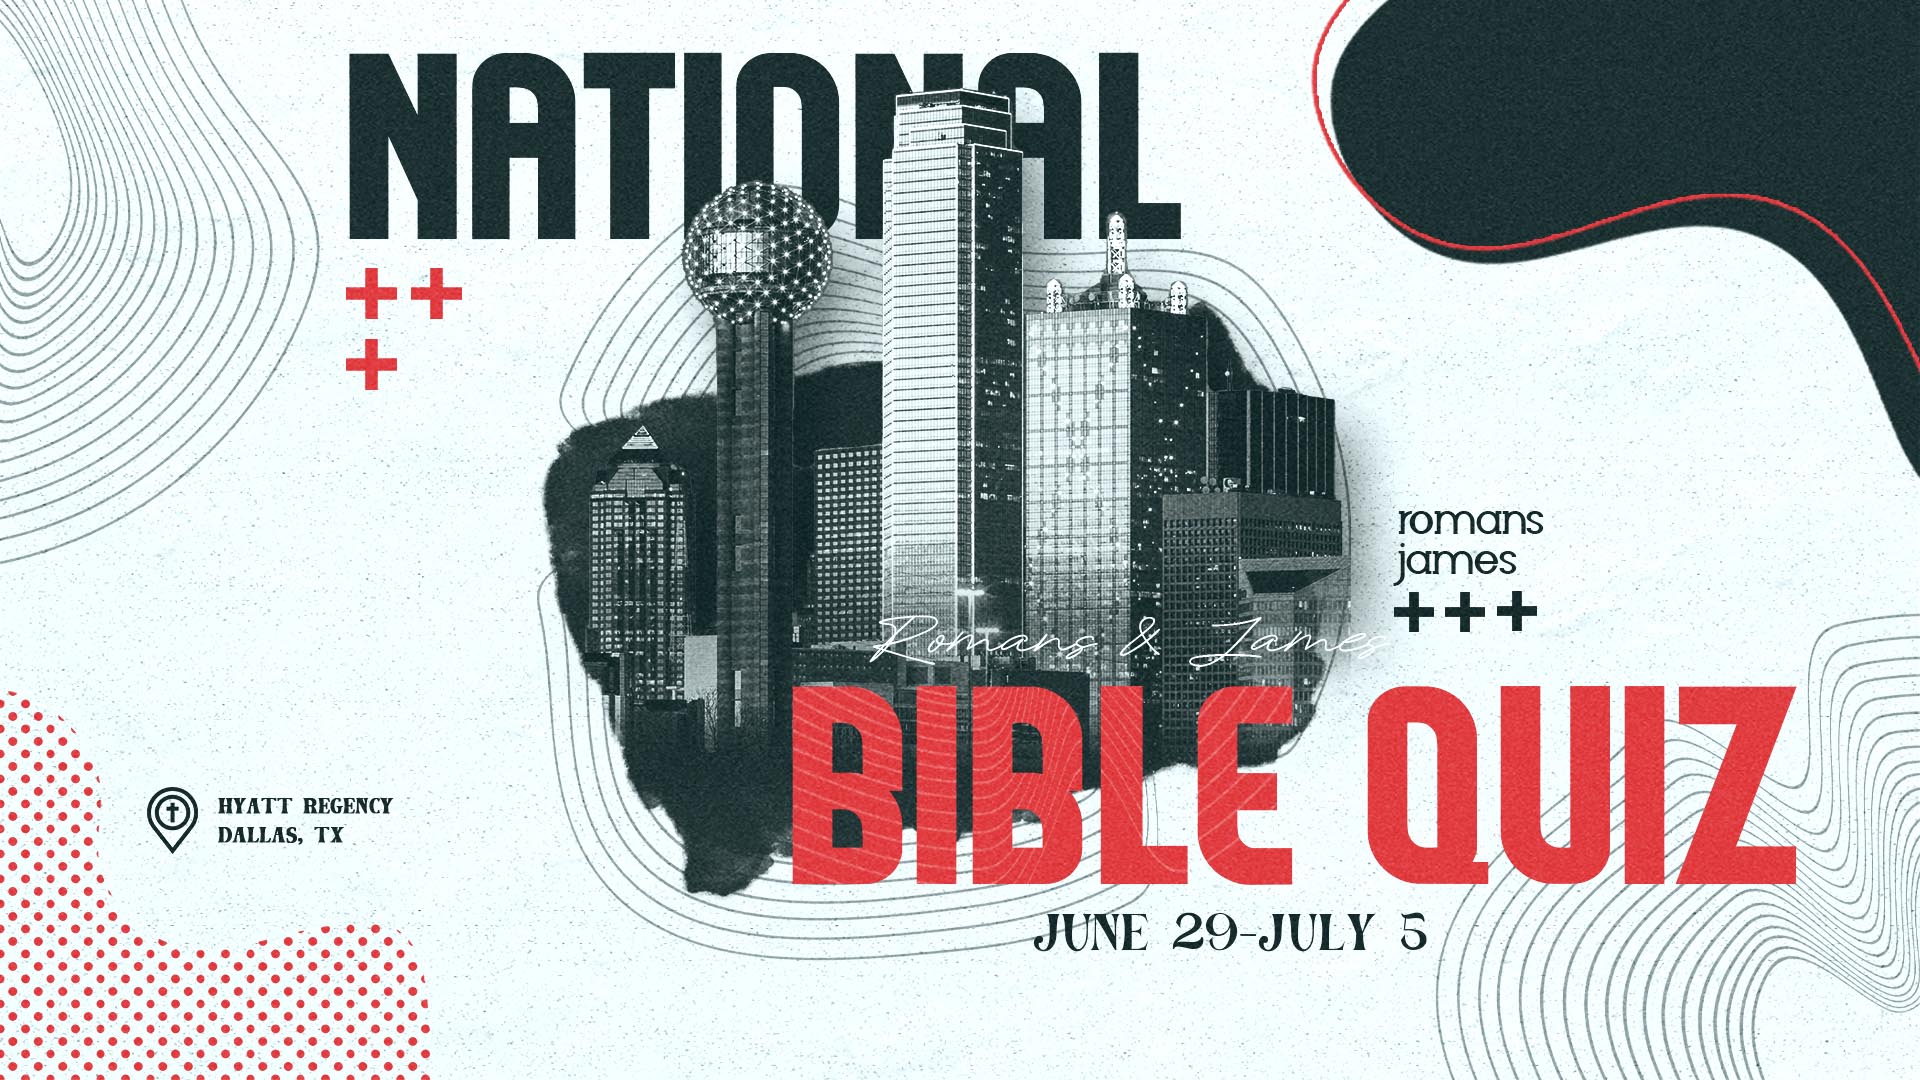 NATIONAL
romans
james
Romans & James
BIBLE QUIZ
HYATT REGENCY
DALLAS, TX
JUNE 29-JULY 5